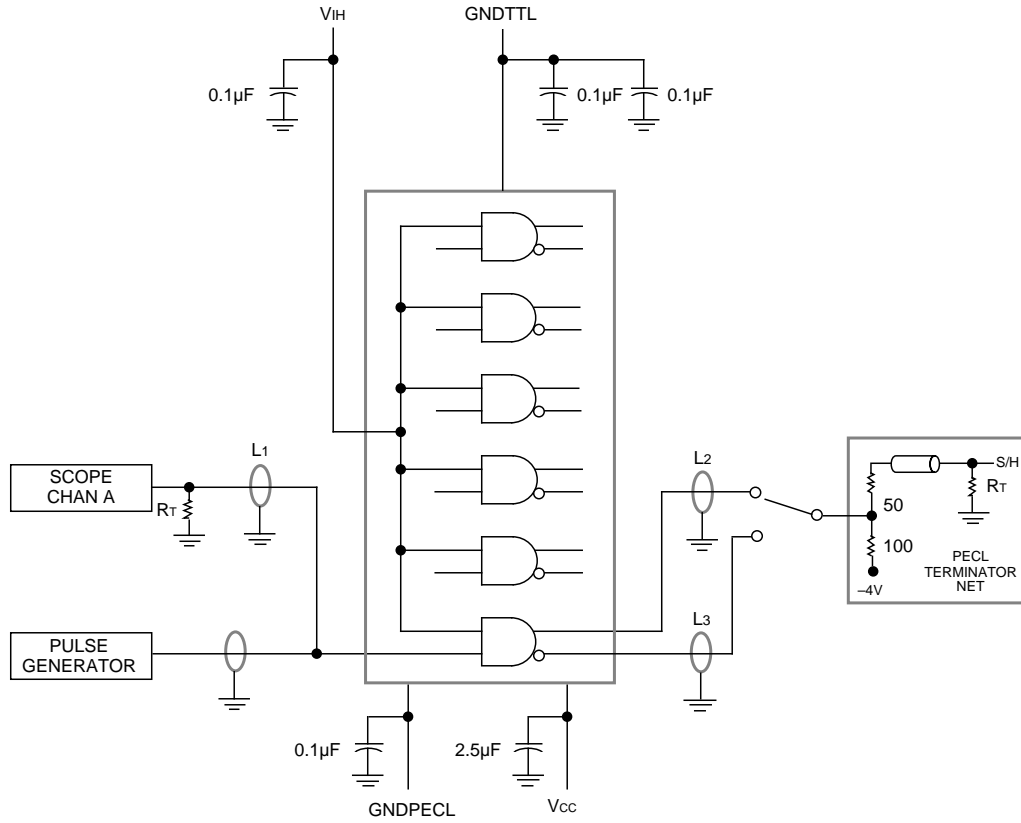 VIH
GNDTTL
0.1µF
0.1µF
0.1µF
L1
SCOPE
CHAN A
RT
L2
S/H
RT
50
100
PECL
TERMINATOR
NET
–4V
L3
PULSE
GENERATOR
0.1µF
2.5µF
GNDPECL
VCC